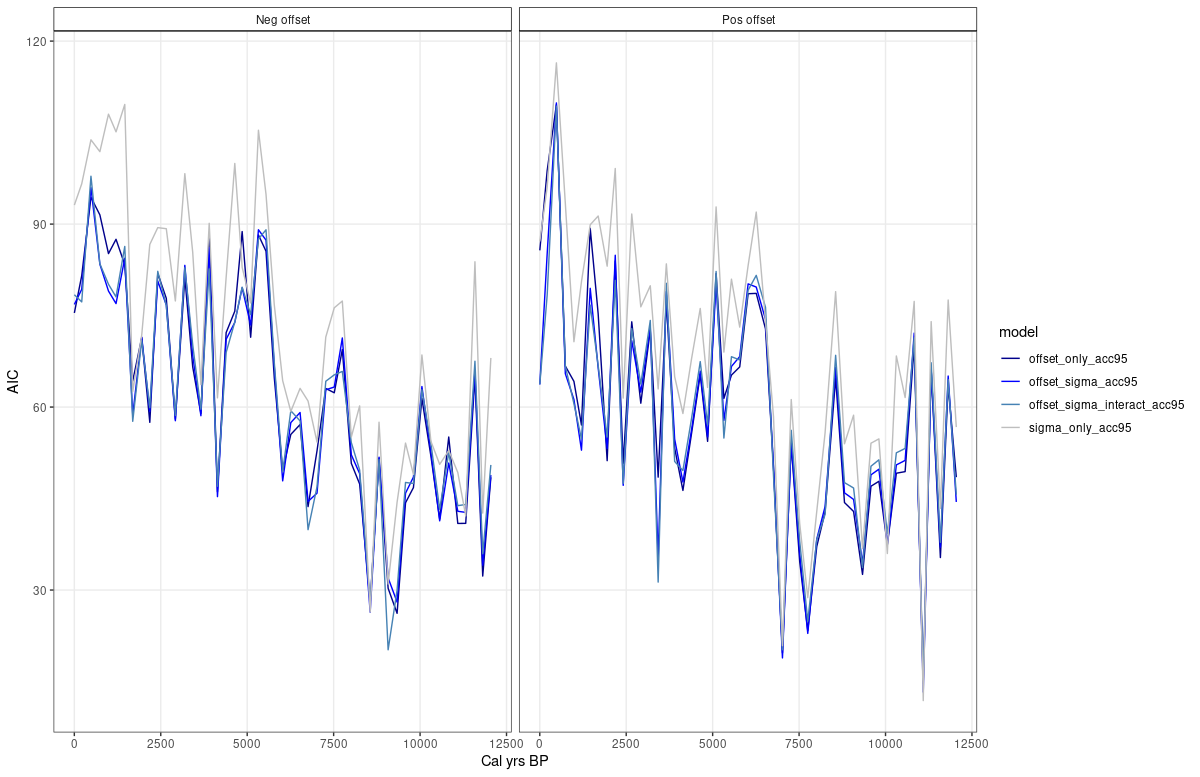 Neg offset
Pos offset
120
90
60
30
AIC
0
2500
5000
7500
10000
12500
0
2500
5000
7500
10000
12500
Cal yrs BP
model
offset_only_acc95
offset_sigma_acc95
offset_sigma_interact_acc95
sigma_only_acc95